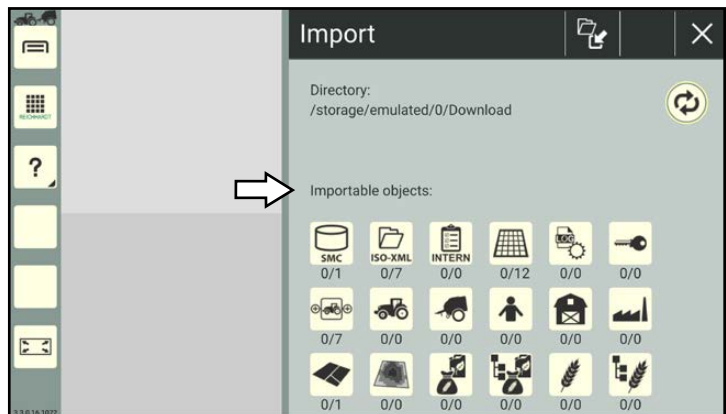 Import
Directory:
/storage/emulated/0/Download
REICHHARDT
?
Importable objects:
SMC ISO-XML INTERN LOG
0/1 0/7 0/0 0/12 0/0 0/0
0/7 0/0 0/0 0/0 0/0 0/0
0/1 0/0 0/0 0/0 0/0 0/0